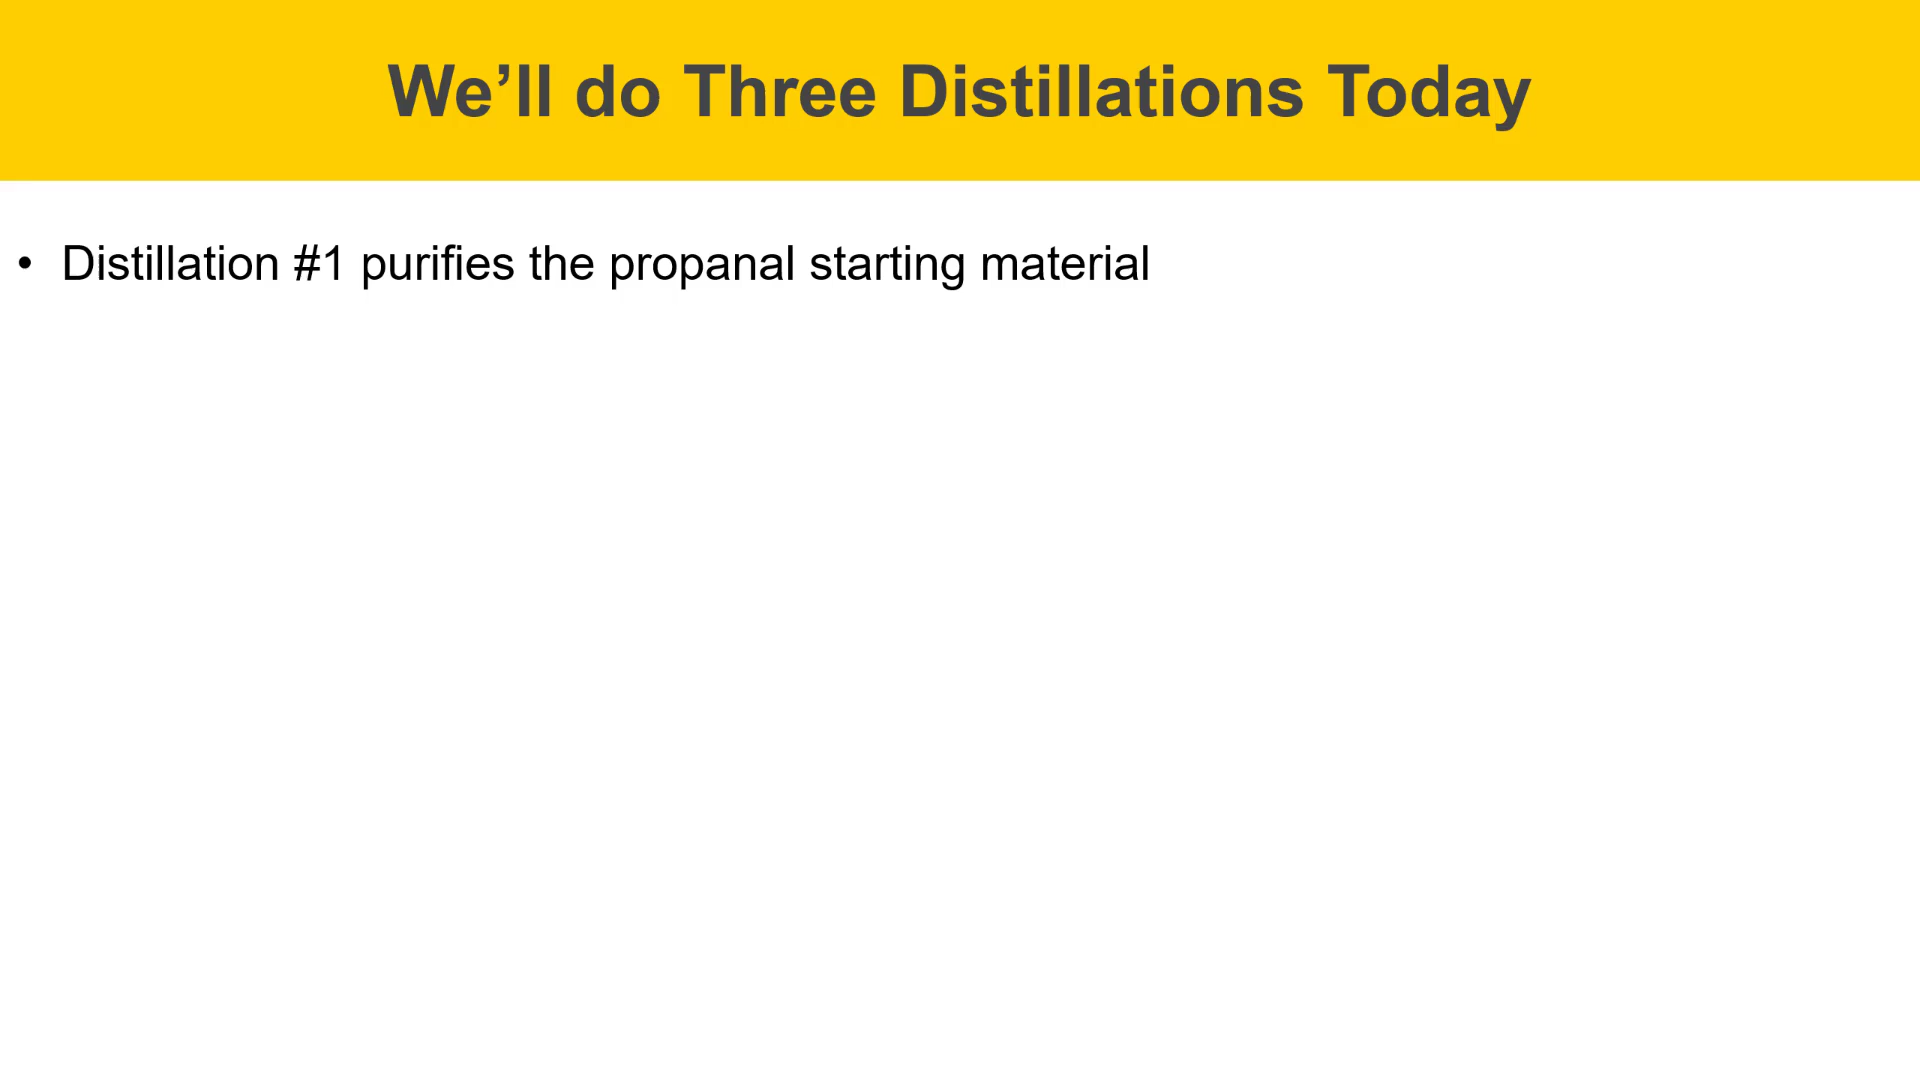 We’ll do Three Distillations Today
• Distillation #1 purifies the propanal starting material